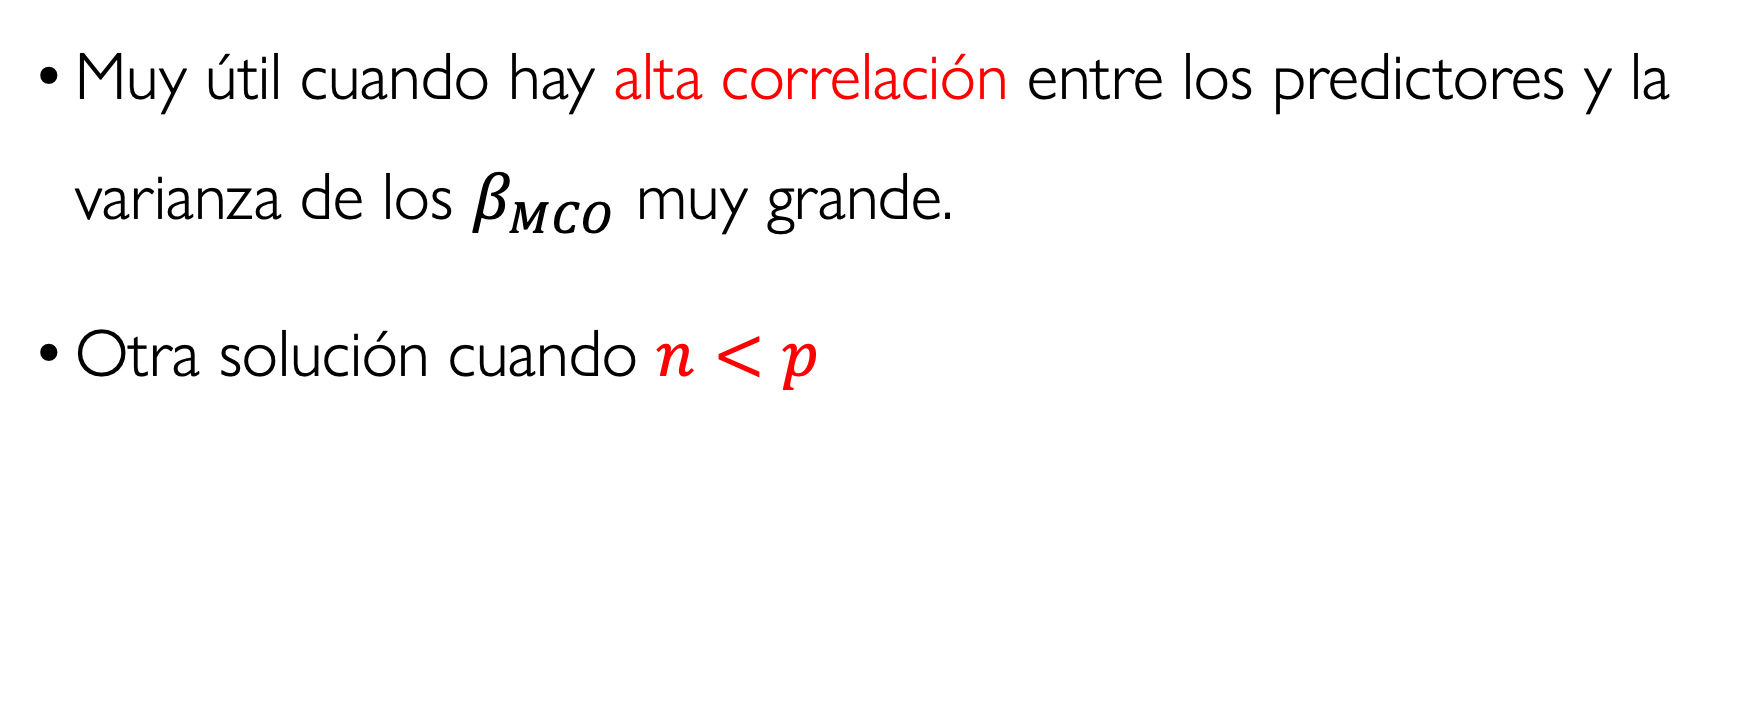 • Muy útil cuando hay alta correlación entre los predictores y la
varianza de los β_MCO muy grande.
• Otra solución cuando n < p